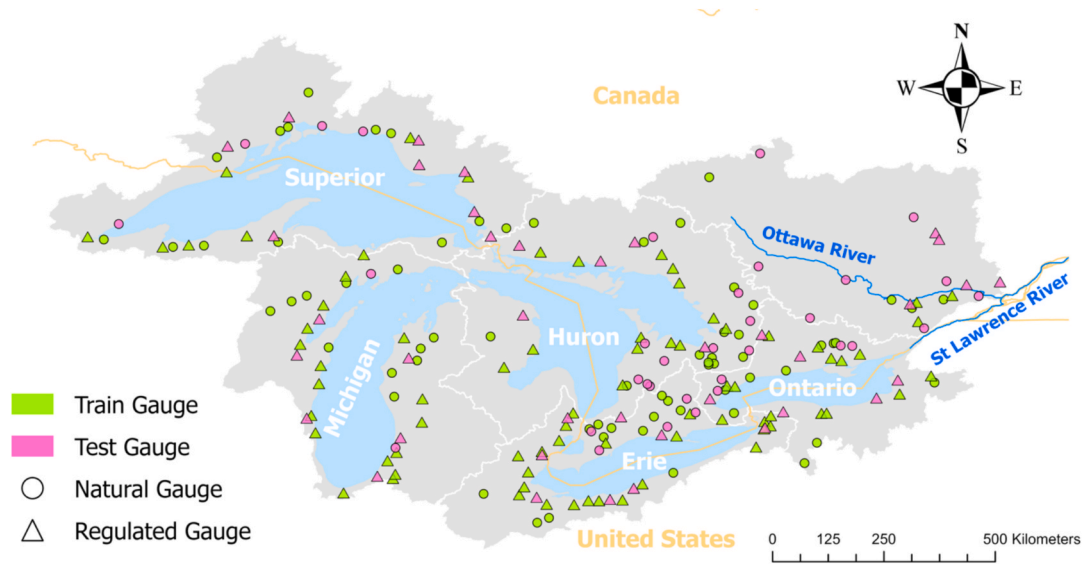 Canada
N
W
E
S
Superior
Ottawa River
St Lawrence River
Huron
Michigan
Ontario
Erie
United States
Train Gauge
Test Gauge
Natural Gauge
Regulated Gauge
0 125 250 500 Kilometers